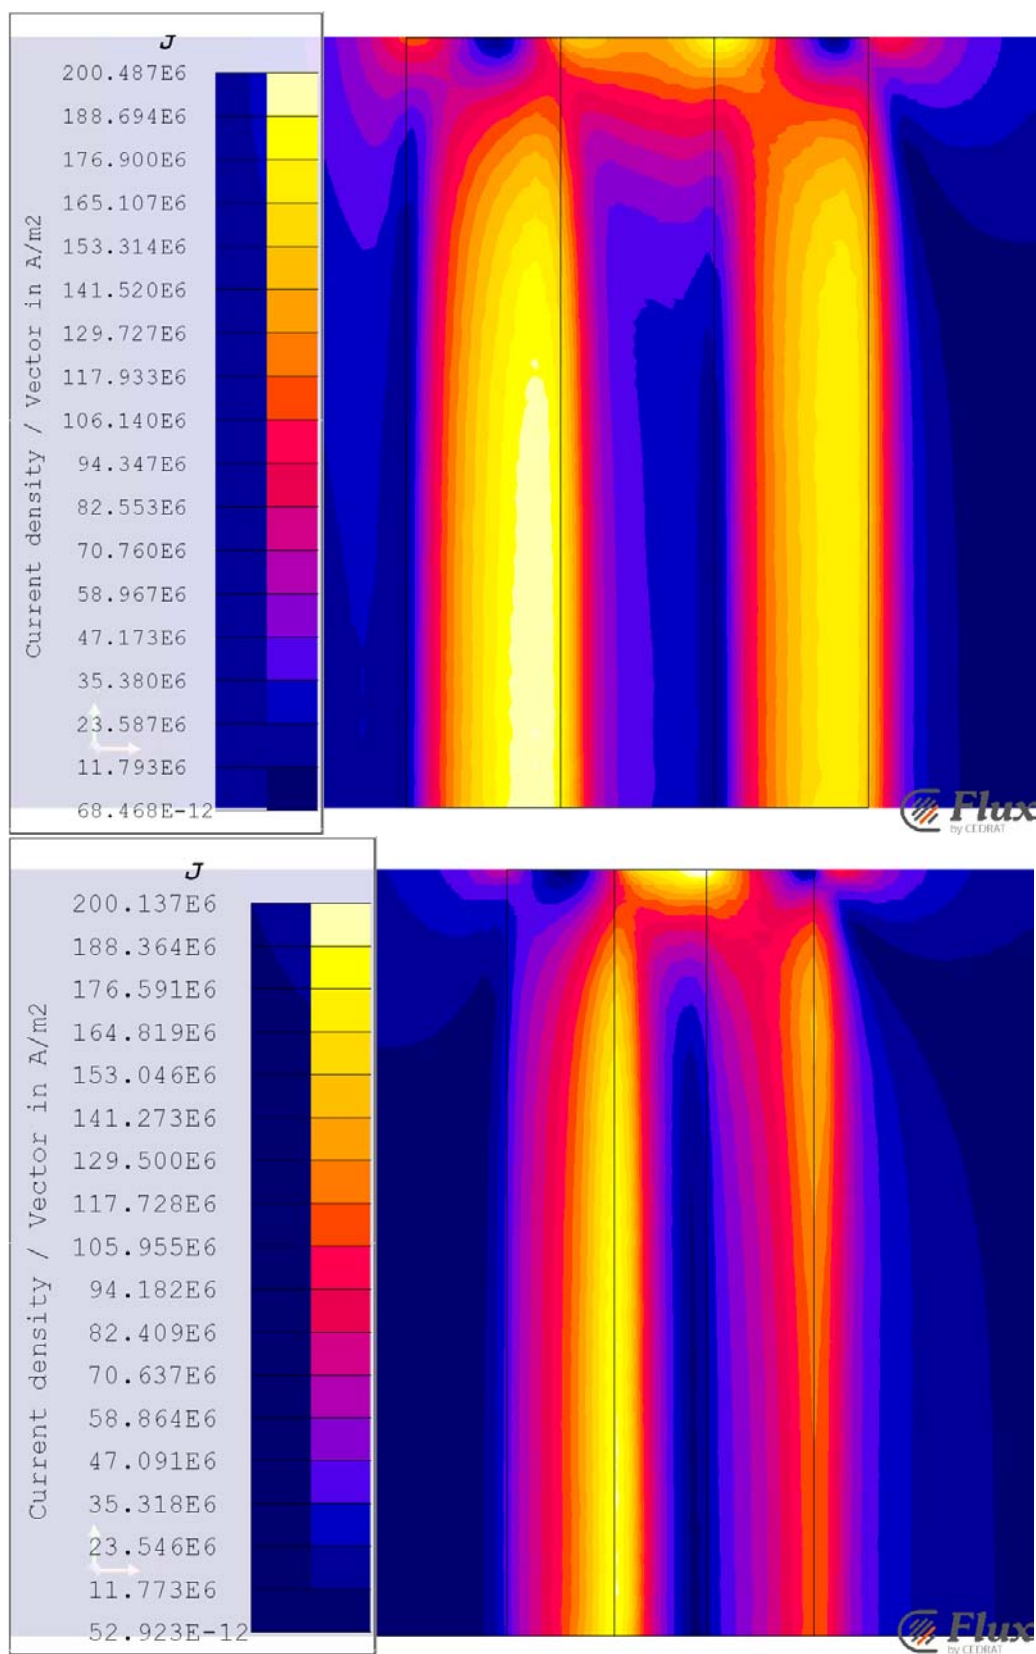 J
Current density / Vector in A/m2
200.487E6
188.694E6
176.900E6
165.107E6
153.314E6
141.520E6
129.727E6
117.933E6
106.140E6
94.347E6
82.553E6
70.760E6
58.967E6
47.173E6
35.380E6
23.587E6
11.793E6
68.468E-12
Flux
by CEDRAT
J
Current density / Vector in A/m2
200.137E6
188.364E6
176.591E6
164.819E6
153.046E6
141.273E6
129.500E6
117.728E6
105.955E6
94.182E6
82.409E6
70.637E6
58.864E6
47.091E6
35.318E6
23.546E6
11.773E6
52.923E-12
Flux
by CEDRAT